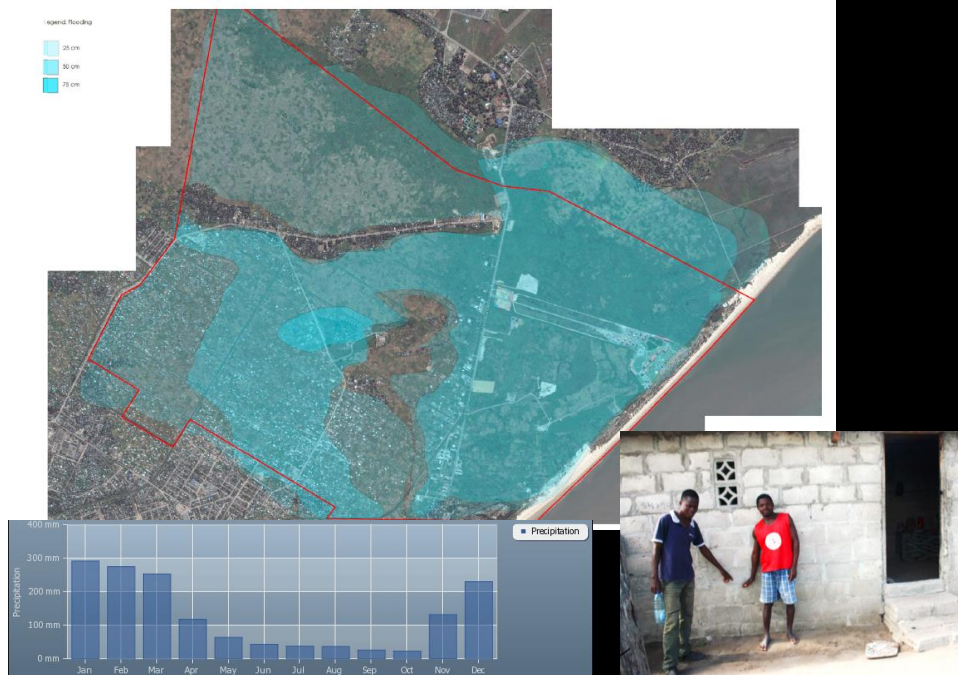 Legend: Flooding
25 cm
50 cm
75 cm
Precipitation
400 mm
300 mm
200 mm
100 mm
0 mm
Precipitation
Jan Feb Mar Apr May Jun Jul Aug Sep Oct Nov Dec